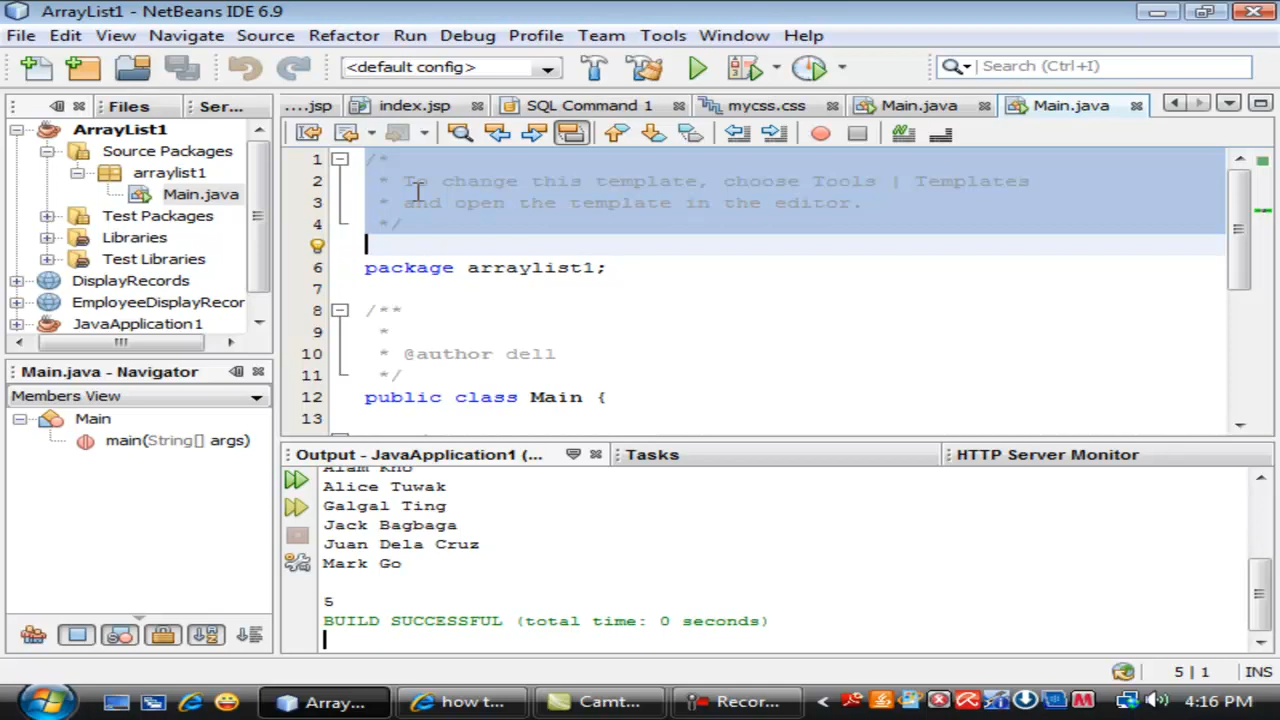 ArrayList1 - NetBeans IDE 6.9
File Edit View Navigate Source Refactor Run Debug Profile Team Tools Window Help
<default config>
Search (Ctrl+I)
Files
Ser...
....jsp
index.jsp
SQL Command 1
mycss.css
Main.java
Main.java
ArrayList1
Source Packages
arraylist1
Main.java
Test Packages
Libraries
Test Libraries
DisplayRecords
EmployeeDisplayRecor
JavaApplication1
1 /*
2 * To change this template, choose Tools | Templates
3 * and open the template in the editor.
4 */
6 package arraylist1;
7
8 /**
9 *
10 * @author dell
11 */
12 public class Main {
13
Main.java - Navigator
Members View
Main
main(String[] args)
Output - JavaApplication1 (...
Tasks
HTTP Server Monitor
Alam Kho
Alice Tuwak
Galgal Ting
Jack Bagbaga
Juan Dela Cruz
Mark Go
5
BUILD SUCCESSFUL (total time: 0 seconds)
5 | 1 INS
Array...
how t...
Camt...
Recor...
4:16 PM